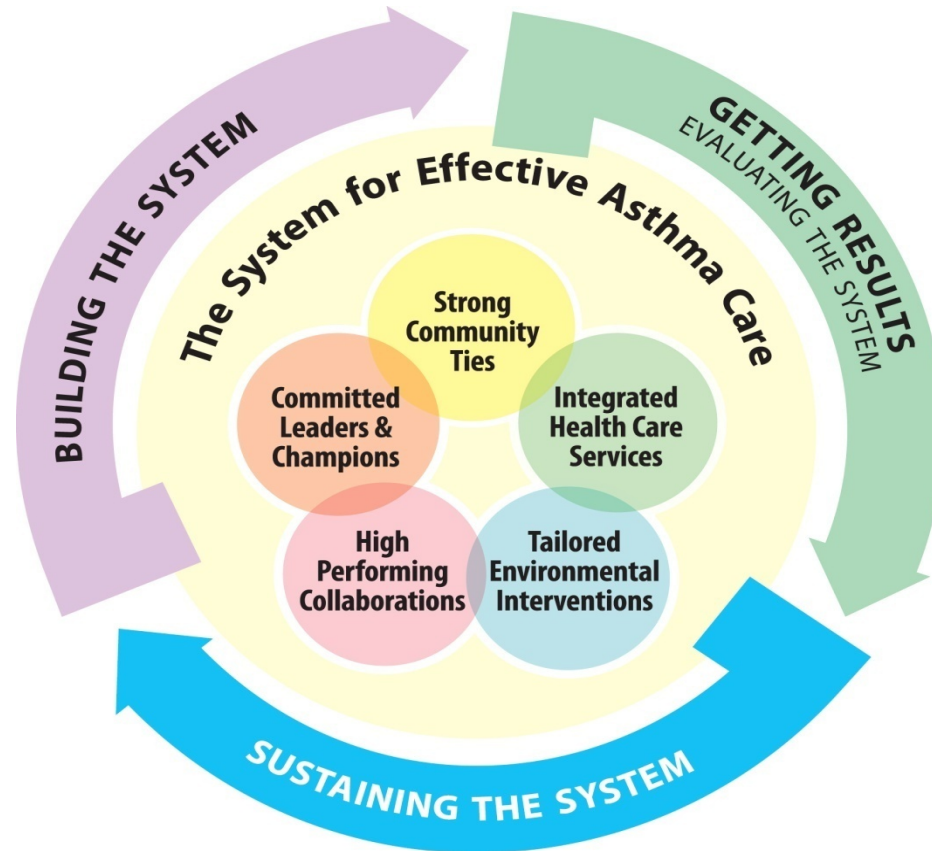 BUILDING THE SYSTEM
GETTING RESULTS
EVALUATING THE SYSTEM
The System for Effective Asthma Care
Strong
Community
Ties
Committed
Leaders &
Champions
Integrated
Health Care
Services
High
Performing
Collaborations
Tailored
Environmental
Interventions
SUSTAINING THE SYSTEM